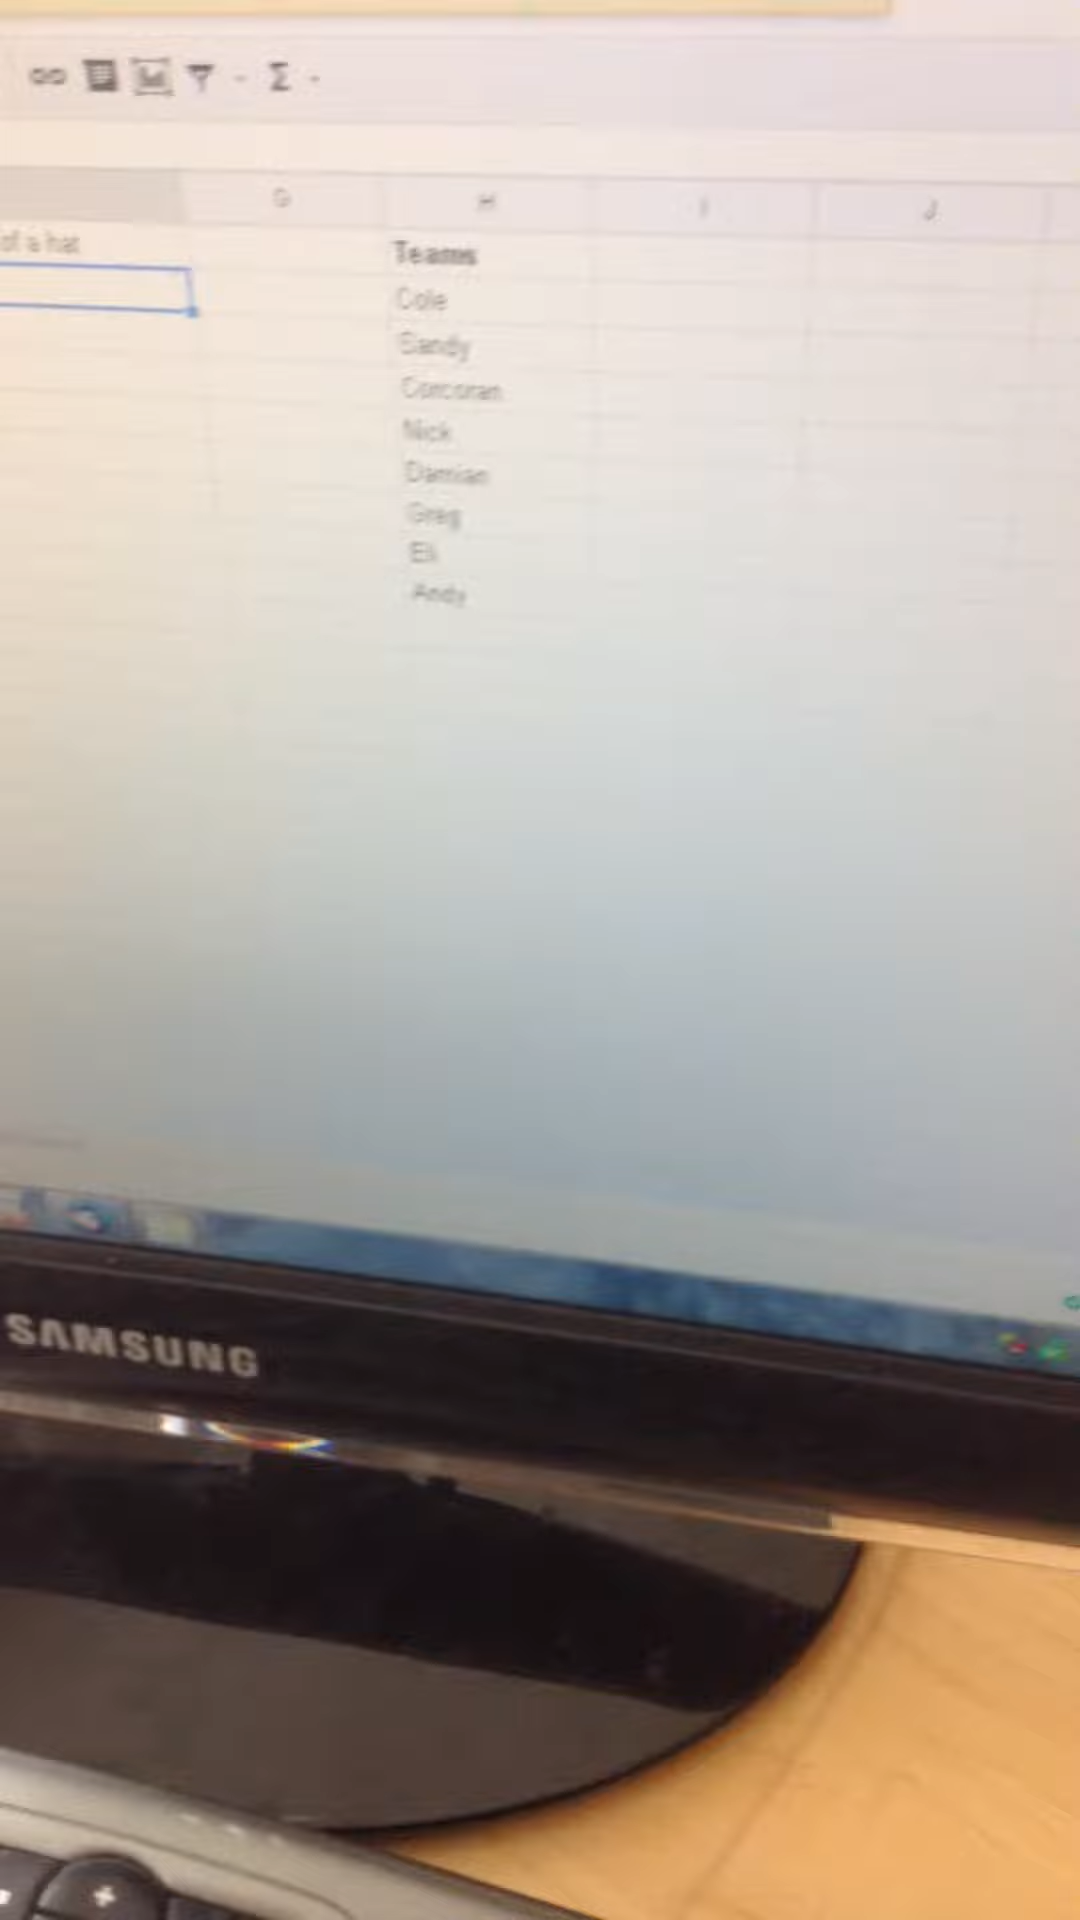 Σ
G H I J
of a hat
Teams
Cole
Sandy
Corcoran
Nick
Damian
Greg
Eli
Andy
SAMSUNG
+